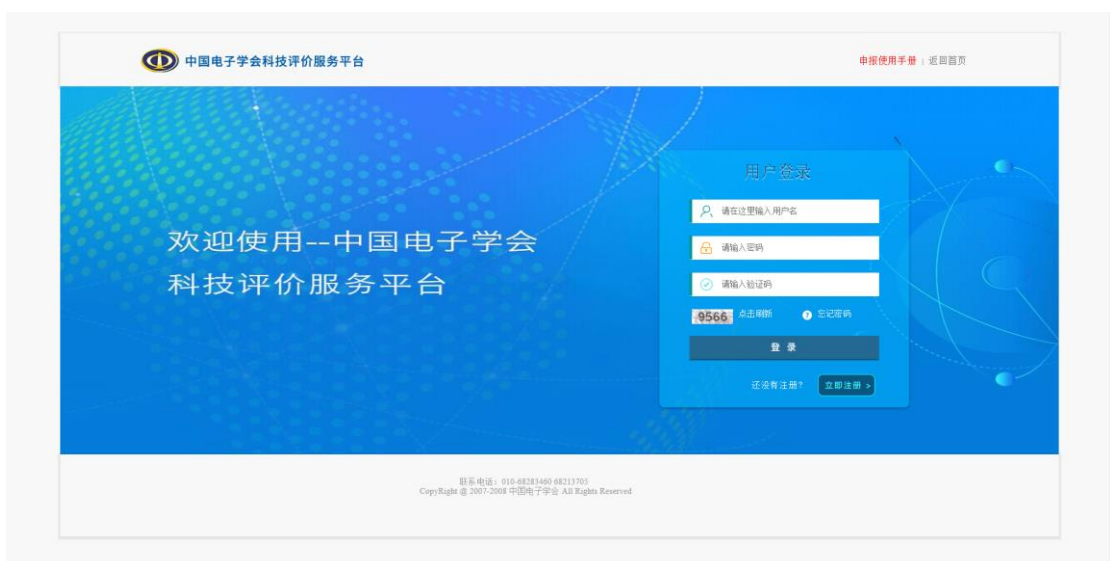 中国电子学会科技评价服务平台
申报使用手册 | 返回首页
用户登录
请在这里输入用户名
欢迎使用--中国电子学会
请输入密码
科技评价服务平台
请输入验证码
9566 点击刷新 ? 忘记密码
登 录
还没有注册? 立即注册 >
联系电话：010-68283460 68213705
CopyRight @ 2007-2008 中国电子学会 All Rights Reserved